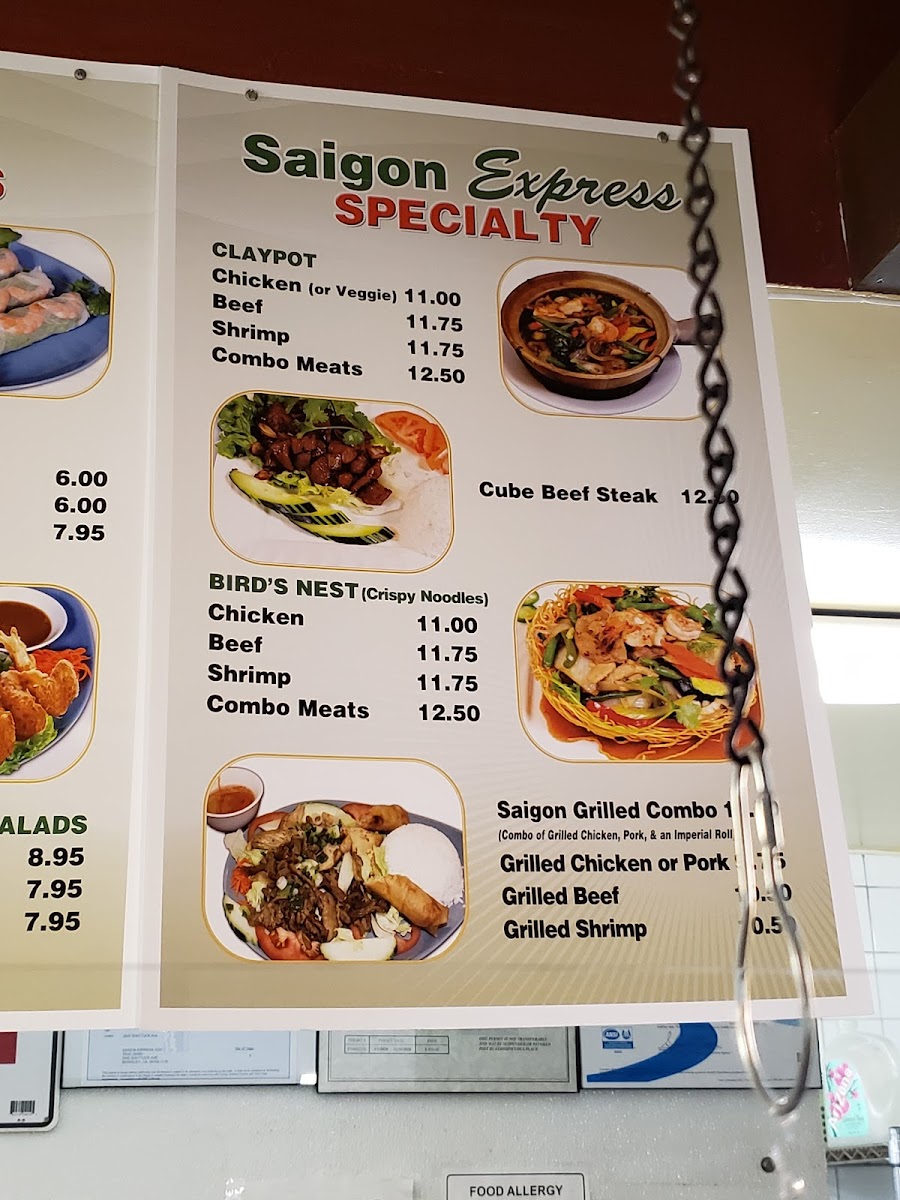 Saigon Express
SPECIALTY
CLAYPOT
Chicken (or Veggie) 11.00
Beef 11.75
Shrimp 11.75
Combo Meats 12.50
Cube Beef Steak
BIRD'S NEST (Crispy Noodles)
Chicken 11.00
Beef 11.75
Shrimp 11.75
Combo Meats 12.50
Saigon Grilled Combo
(Combo of Grilled Chicken, Pork, & an Imperial Roll)
Grilled Chicken or Pork
Grilled Beef
Grilled Shrimp
6.00
6.00
7.95
ALADS
8.95
7.95
7.95
FOOD ALLERGY